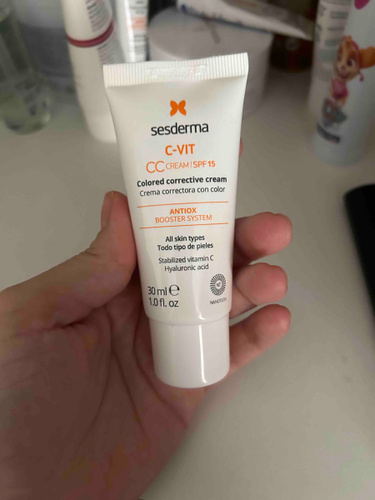 sesderma
C-VIT
CC CREAM | SPF 15
Colored corrective cream
Crema correctora con color
ANTIOX
BOOSTER SYSTEM
All skin types
Todo tipo de pieles
Stabilized vitamin C
Hyaluronic acid
30 ml e
1.0 fl. oz